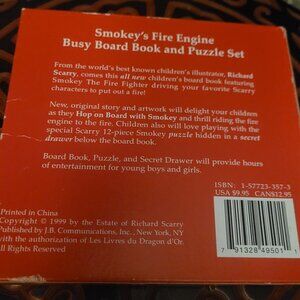 Smokey's Fire Engine
Busy Board Book and Puzzle Set
From the world's best known children's illustrator, Richard
Scarry, comes this all new children's board book featuring
Smokey The Fire Fighter driving your favorite Scarry
characters to put out a fire!
New, original story and artwork will delight your children
as they Hop on Board with Smokey and thrill riding the fire
engine to the fire. Children also will love playing with the
special Scarry 12-piece Smokey puzzle hidden in a secret
drawer below the board book.
Board Book, Puzzle, and Secret Drawer will provide hours
of entertainment for young boys and girls.
ISBN: 1-57723-357-3
USA $9.95 CAN$12.95
Printed in China
Copyright © 1999 by the Estate of Richard Scarry
Published by J.B. Communications, Inc., New York, NY
with the authorization of Les Livres du Dragon d'Or.
All Rights Reserved
7 91328 49501